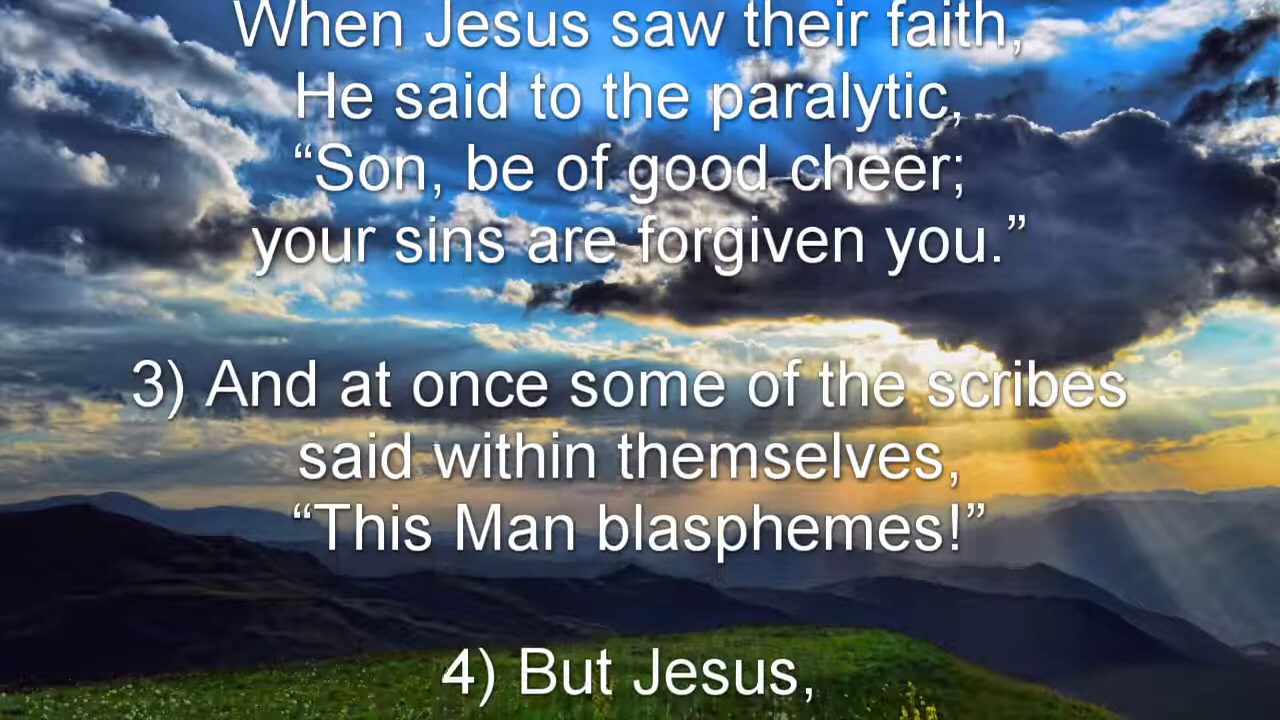 When Jesus saw their faith,
He said to the paralytic,
“Son, be of good cheer;
your sins are forgiven you.”
3) And at once some of the scribes
said within themselves,
“This Man blasphemes!”
4) But Jesus,